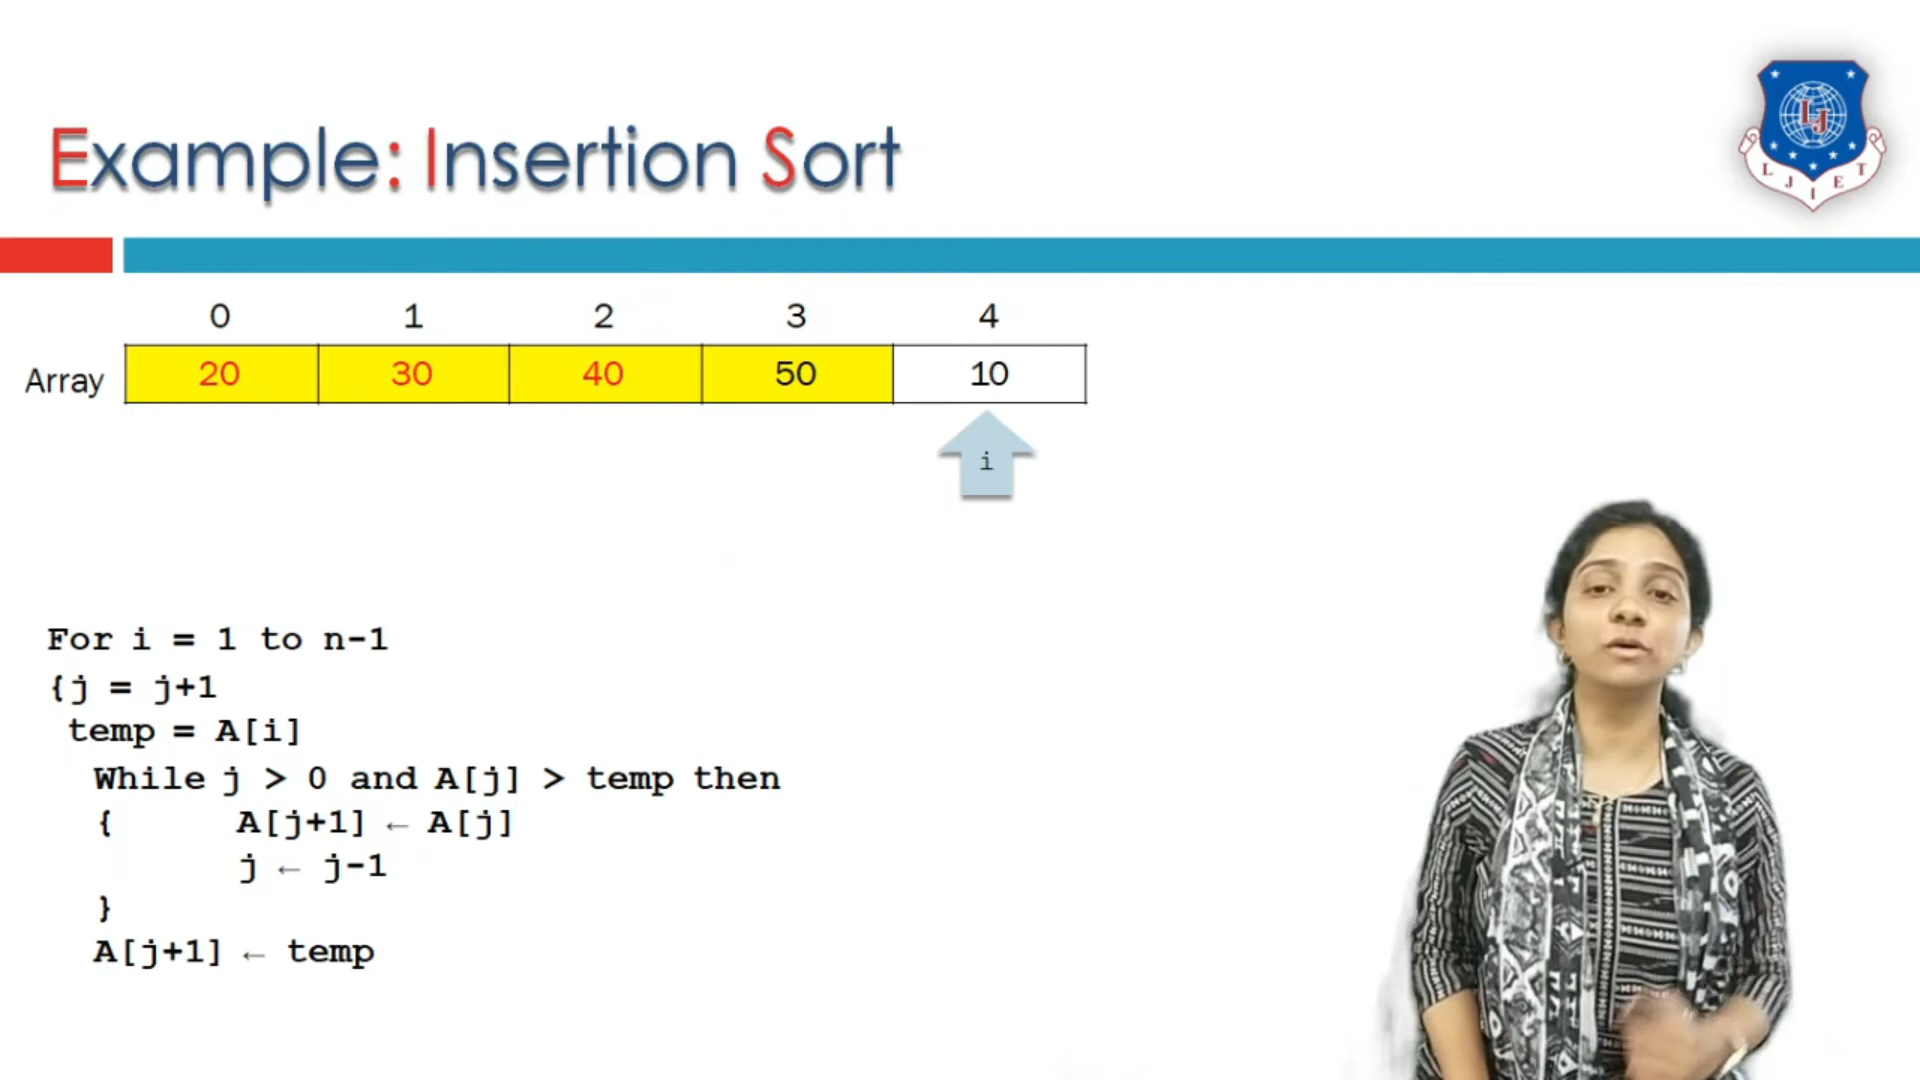 Example: Insertion Sort
L J I E T
LJ
0 1 2 3 4
Array 20 30 40 50 10
i
For i = 1 to n-1
{j = j+1
temp = A[i]
While j > 0 and A[j] > temp then
{ A[j+1] ← A[j]
j ← j-1
}
A[j+1] ← temp